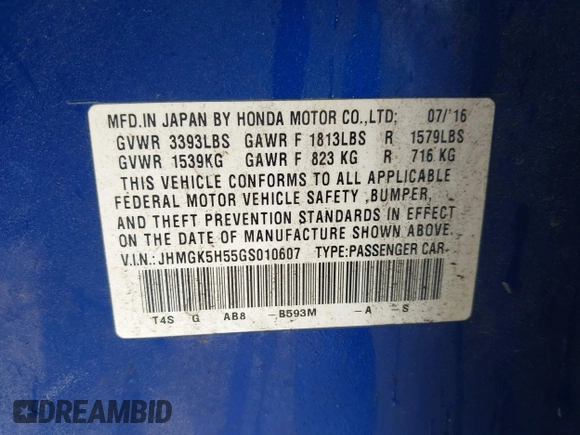 MFD.IN JAPAN BY HONDA MOTOR CO.,LTD; 07/'16
GVWR 3393LBS GAWR F 1813LBS R 1579LBS
GVWR 1539KG GAWR F 823 KG R 716 KG
THIS VEHICLE CONFORMS TO ALL APPLICABLE
FEDERAL MOTOR VEHICLE SAFETY ,BUMPER,
AND THEFT PREVENTION STANDARDS IN EFFECT
ON THE DATE OF MANUFACTURE SHOWN ABOVE.
V.I.N.: JHMGK5H55GS010607 TYPE:PASSENGER CAR
T4S G AB8 -B593M -A -S
DREAMBID